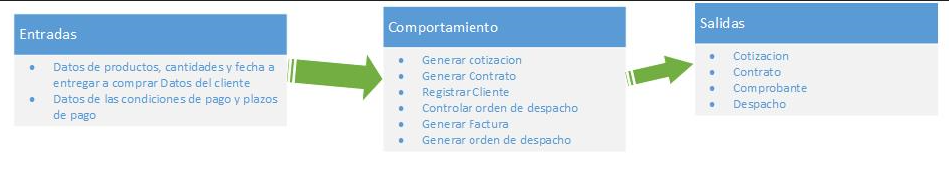 Entradas
• Datos de productos, cantidades y fecha a
entregar a comprar Datos del cliente
• Datos de las condiciones de pago y plazos
de pago
Comportamiento
• Generar cotizacion
• Generar Contrato
• Registrar Cliente
• Controlar orden de despacho
• Generar Factura
• Generar orden de despacho
Salidas
• Cotizacion
• Contrato
• Comprobante
• Despacho